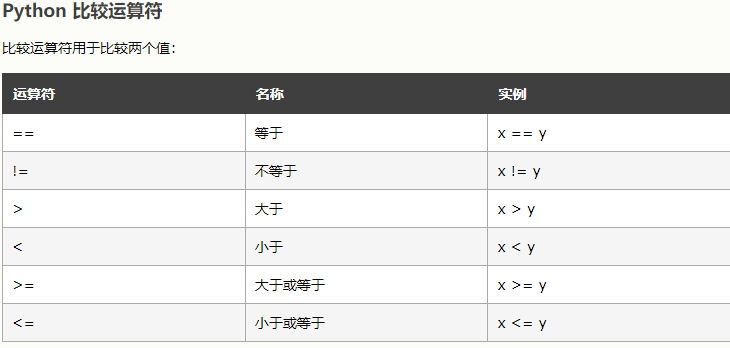 Python 比较运算符
比较运算符用于比较两个值：
运算符 名称 实例
== 等于 x == y
!= 不等于 x != y
> 大于 x > y
< 小于 x < y
>= 大于或等于 x >= y
<= 小于或等于 x <= y